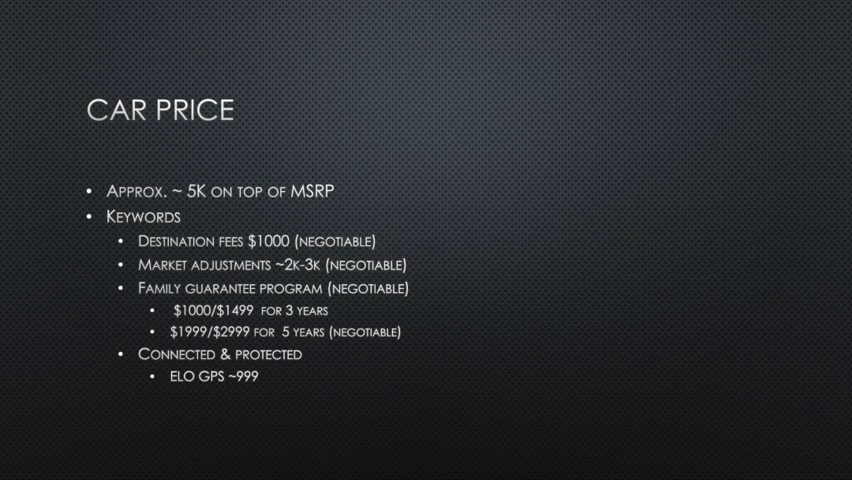 CAR PRICE
• APPROX. ~ 5K ON TOP OF MSRP
• KEYWORDS
• DESTINATION FEES $1000 (NEGOTIABLE)
• MARKET ADJUSTMENTS ~2K-3K (NEGOTIABLE)
• FAMILY GUARANTEE PROGRAM (NEGOTIABLE)
• $1000/$1499 FOR 3 YEARS
• $1999/$2999 FOR 5 YEARS (NEGOTIABLE)
• CONNECTED & PROTECTED
• ELO GPS ~999